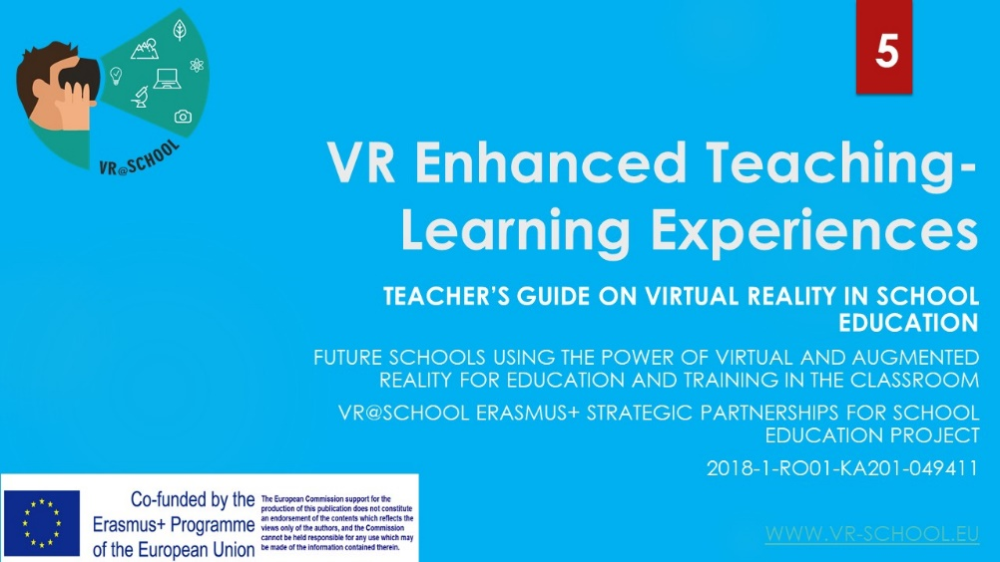 VR@SCHOOL
5
VR Enhanced Teaching-
Learning Experiences
TEACHER’S GUIDE ON VIRTUAL REALITY IN SCHOOL
EDUCATION
FUTURE SCHOOLS USING THE POWER OF VIRTUAL AND AUGMENTED
REALITY FOR EDUCATION AND TRAINING IN THE CLASSROOM
VR@SCHOOL ERASMUS+ STRATEGIC PARTNERSHIPS FOR SCHOOL
EDUCATION PROJECT
2018-1-RO01-KA201-049411
Co-funded by the
Erasmus+ Programme
of the European Union
The European Commission support for the
production of this publication does not constitute
an endorsement of the contents which reflects the
views only of the authors, and the Commission
cannot be held responsible for any use which may
be made of the information contained therein.
WWW.VR-SCHOOL.EU